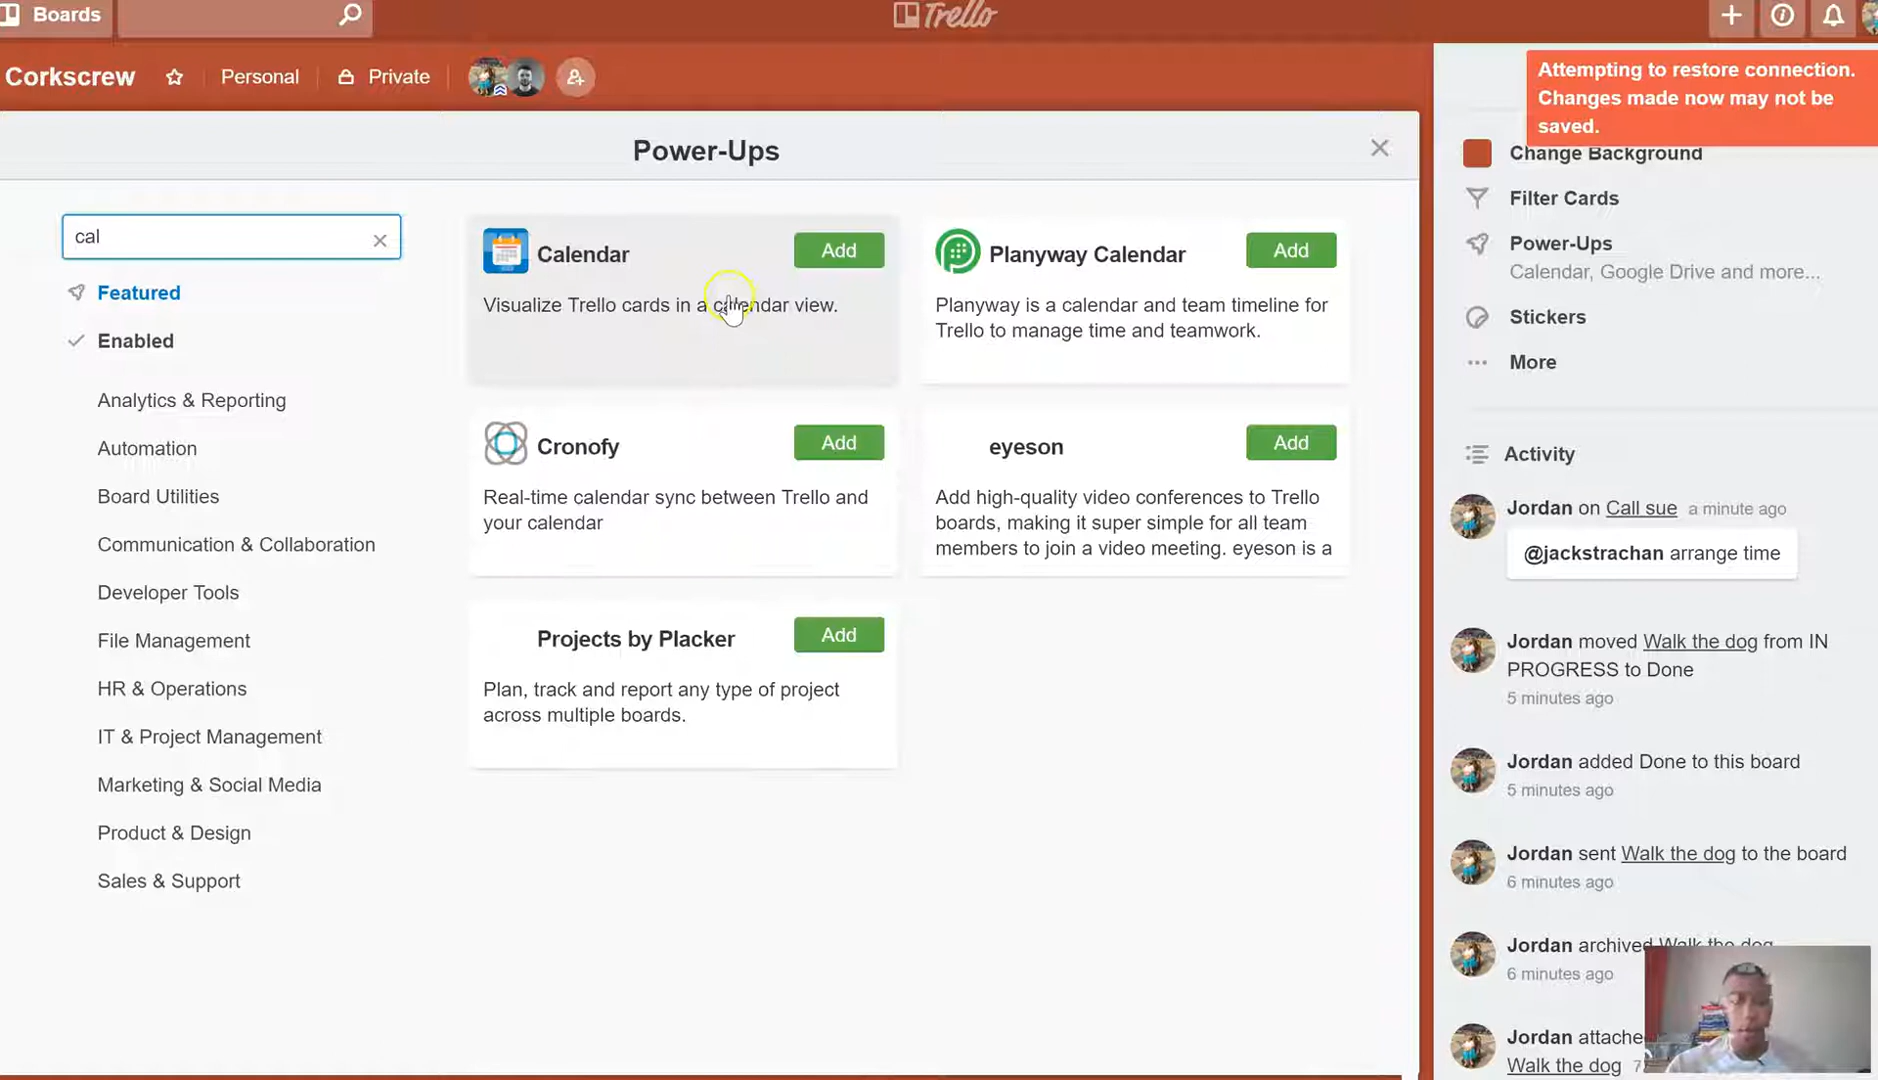 Boards
Trello
Corkscrew
Personal
Private
Attempting to restore connection.
Changes made now may not be
saved.
Power-Ups
cal
Featured
Enabled
Analytics & Reporting
Automation
Board Utilities
Communication & Collaboration
Developer Tools
File Management
HR & Operations
IT & Project Management
Marketing & Social Media
Product & Design
Sales & Support
Calendar
Add
Visualize Trello cards in a calendar view.
Planyway Calendar
Add
Planyway is a calendar and team timeline for
Trello to manage time and teamwork.
Cronofy
Add
Real-time calendar sync between Trello and
your calendar
eyeson
Add
Add high-quality video conferences to Trello
boards, making it super simple for all team
members to join a video meeting. eyeson is a
Projects by Placker
Add
Plan, track and report any type of project
across multiple boards.
Change Background
Filter Cards
Power-Ups
Calendar, Google Drive and more...
Stickers
... More
Activity
Jordan on Call sue a minute ago
@jackstrachan arrange time
Jordan moved Walk the dog from IN
PROGRESS to Done
5 minutes ago
Jordan added Done to this board
5 minutes ago
Jordan sent Walk the dog to the board
6 minutes ago
Jordan archived Walk the dog
6 minutes ago
Jordan attache
Walk the dog 7